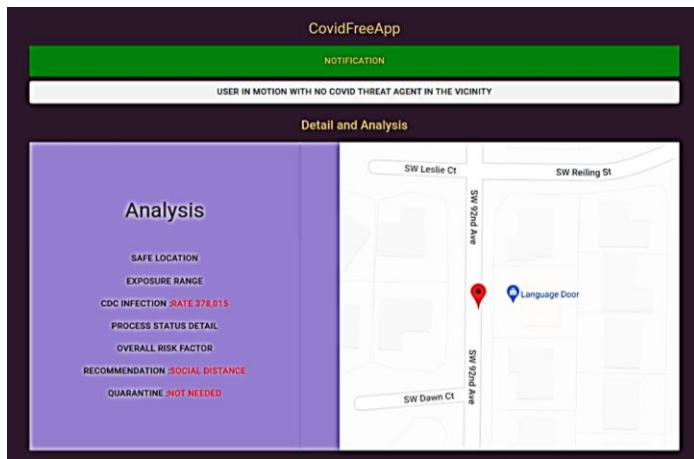 CovidFreeApp
NOTIFICATION
USER IN MOTION WITH NO COVID THREAT AGENT IN THE VICINITY
Detail and Analysis
Analysis
SAFE LOCATION
EXPOSURE RANGE
CDC INFECTION :RATE 378,015
PROCESS STATUS DETAIL
OVERALL RISK FACTOR
RECOMMENDATION :SOCIAL DISTANCE
QUARANTINE :NOT NEEDED
SW Leslie Ct
SW Reiling St
SW 92nd Ave
Language Door
SW 92nd Ave
SW Dawn Ct